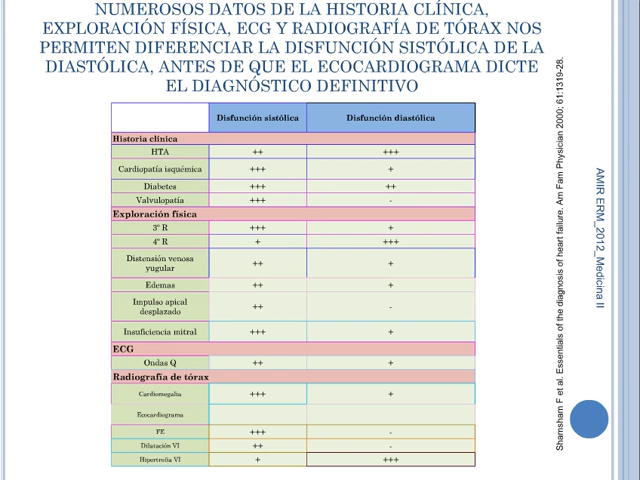 NUMEROSOS DATOS DE LA HISTORIA CLÍNICA,
EXPLORACIÓN FÍSICA, ECG Y RADIOGRAFÍA DE TÓRAX NOS
PERMITEN DIFERENCIAR LA DISFUNCIÓN SISTÓLICA DE LA
DIASTÓLICA, ANTES DE QUE EL ECOCARDIOGRAMA DICTE
EL DIAGNÓSTICO DEFINITIVO
Disfunción sistólica Disfunción diastólica
Historia clínica
HTA ++ +++
Cardiopatía isquémica +++ +
Diabetes +++ ++
Valvulopatía +++ -
Exploración física
3º R +++ +
4º R + +++
Distensión venosa
yugular ++ +
Edemas ++ +
Impulso apical
desplazado ++ -
Insuficiencia mitral +++ +
ECG
Ondas Q ++ +
Radiografía de tórax
Cardiomegalia +++ +
Ecocardiograma
FE +++ -
Dilatación VI ++ -
Hipertrofia VI + +++
Shamsham F et al. Essentials of the diagnosis of heart failure. Am Fam Physician 2000; 61:1319-28.
AMIR ERM_2012_Medicina II